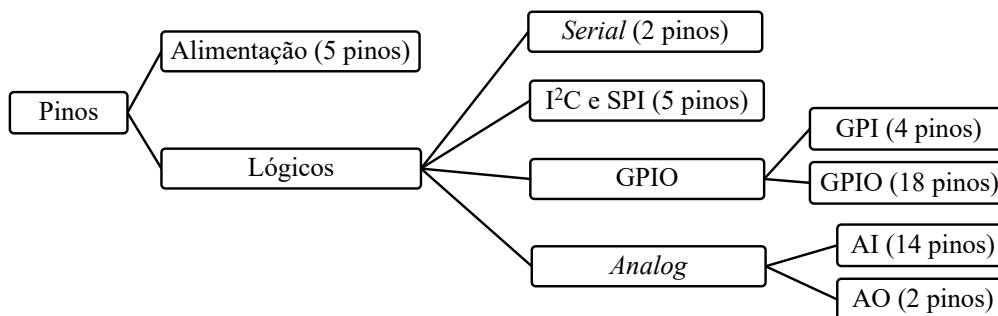 Pinos
Alimentação (5 pinos)
Lógicos
Serial (2 pinos)
I²C e SPI (5 pinos)
GPIO
GPI (4 pinos)
GPIO (18 pinos)
Analog
AI (14 pinos)
AO (2 pinos)